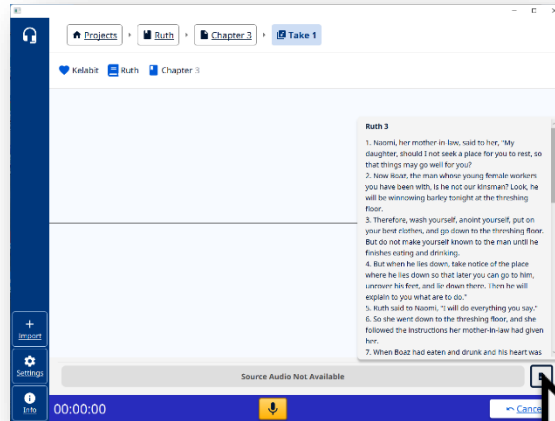 Projects
Ruth
Chapter 3
Take 1
Kelabit
Ruth
Chapter 3
Ruth 3
1. Naomi, her mother in-law, said to her, "My
daughter, should I not seek a place for you to rest, so
that things may go well for you?
2. Now Boaz, the man whose young female workers
you have been with, is he not our kinsman? Look, he
will be winnowing barley tonight at the threshing
floor.
3. Therefore, wash yourself, anoint yourself, put on
your best clothes, and go down to the threshing floor.
But do not make yourself known to the man until he
finishes eating and drinking.
4. But when he lies down, take notice of the place
where he lies down so that later you can go to him,
uncover his feet, and lie down there. Then he will
explain to you what are to do."
5. Ruth said to Naomi, "I will do everything you say."
6. So she went down to the threshing floor, and she
followed the instructions her mother-in-law had given
her.
7. When Boaz had eaten and drunk and his heart was
Import
Settings
Info
Source Audio Not Available
00:00:00
Cance